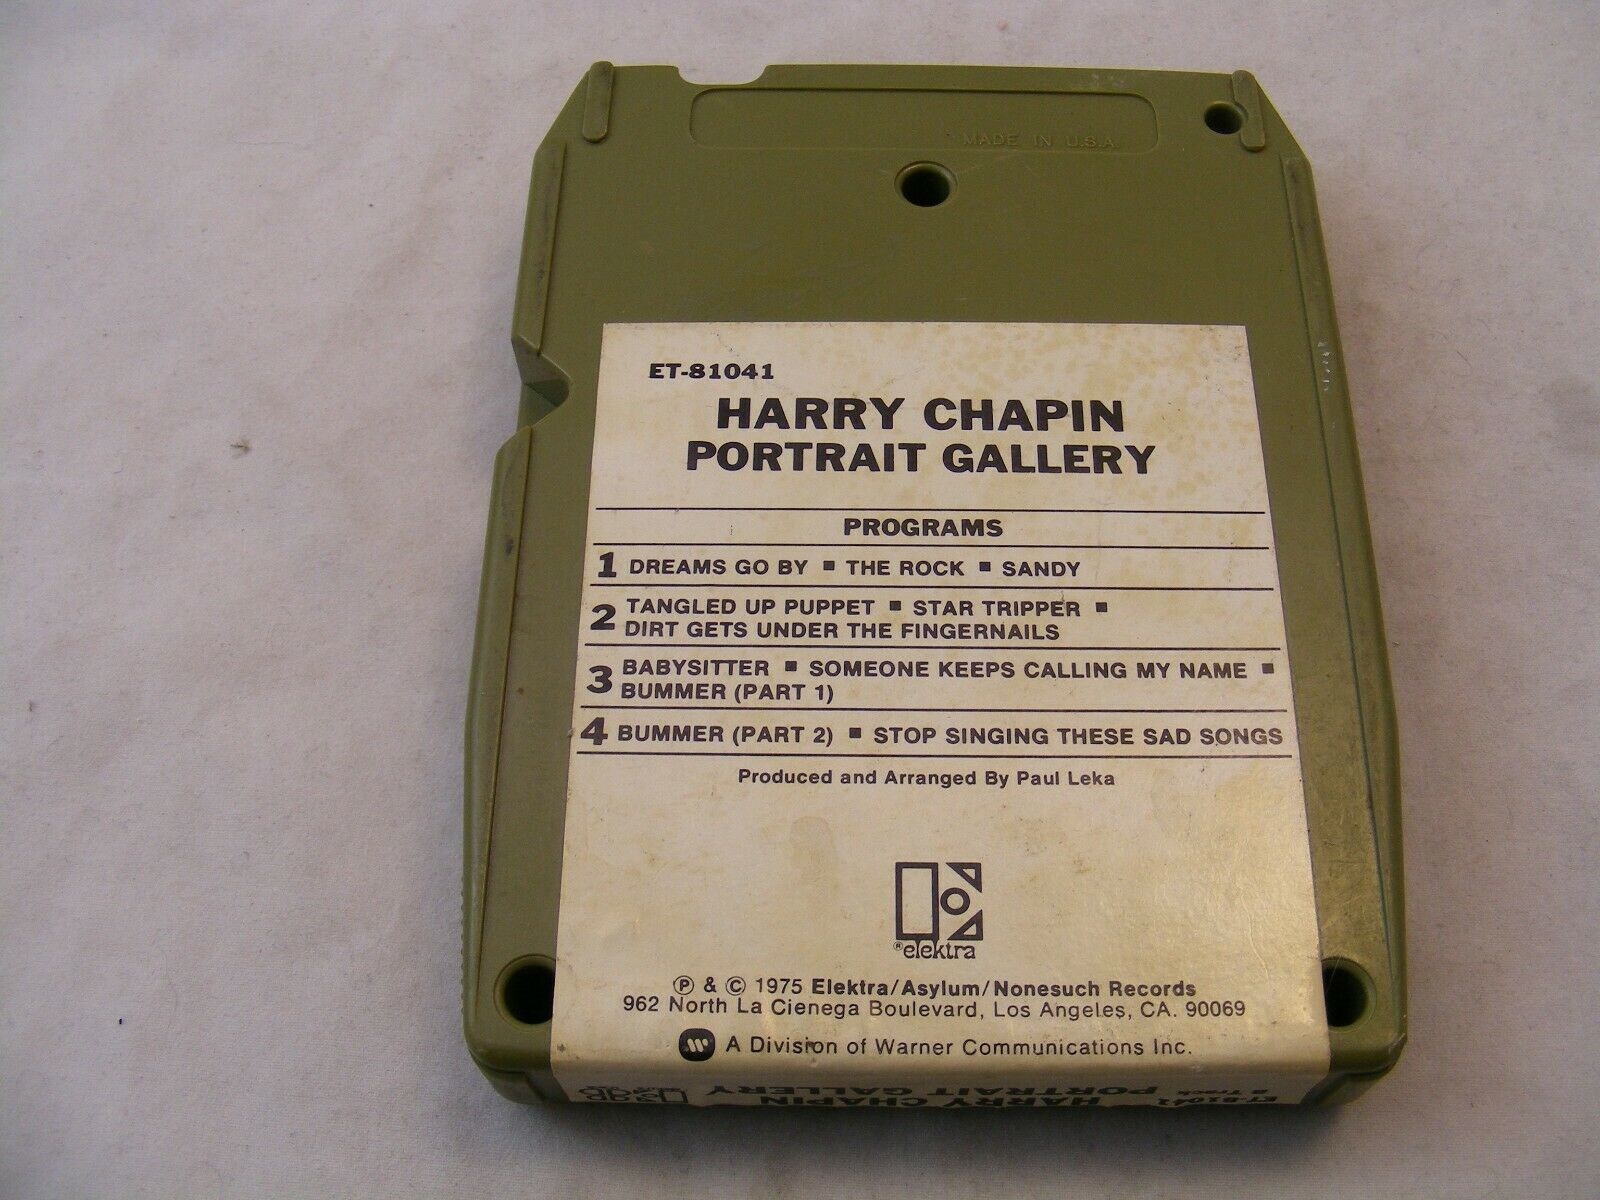 MADE IN U.S.A.
ET-81041
HARRY CHAPIN
PORTRAIT GALLERY
PROGRAMS
1 DREAMS GO BY ▪ THE ROCK ▪ SANDY
2 TANGLED UP PUPPET ▪ STAR TRIPPER ▪
DIRT GETS UNDER THE FINGERNAILS
3 BABYSITTER ▪ SOMEONE KEEPS CALLING MY NAME ▪
BUMMER (PART 1)
4 BUMMER (PART 2) ▪ STOP SINGING THESE SAD SONGS
Produced and Arranged By Paul Leka
® elektra
℗ & © 1975 Elektra/Asylum/Nonesuch Records
962 North La Cienega Boulevard, Los Angeles, CA. 90069
A Division of Warner Communications Inc.
ET-81041
8 Track
HARRY CHAPIN
PORTRAIT GALLERY